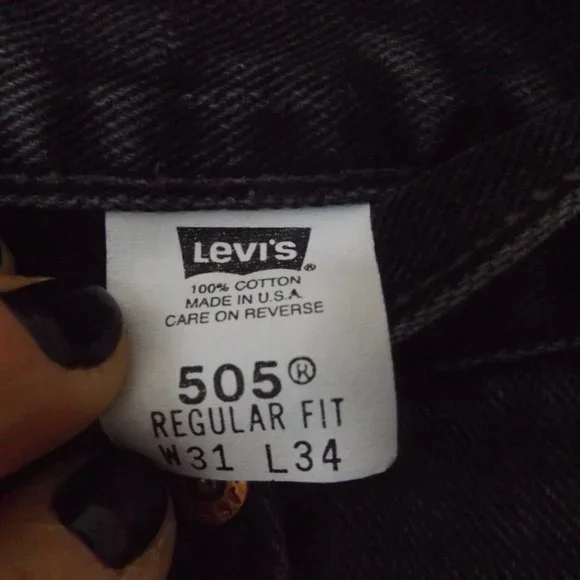 Levi's ®
100% COTTON
MADE IN U.S.A.
CARE ON REVERSE
505®
REGULAR FIT
W31 L34